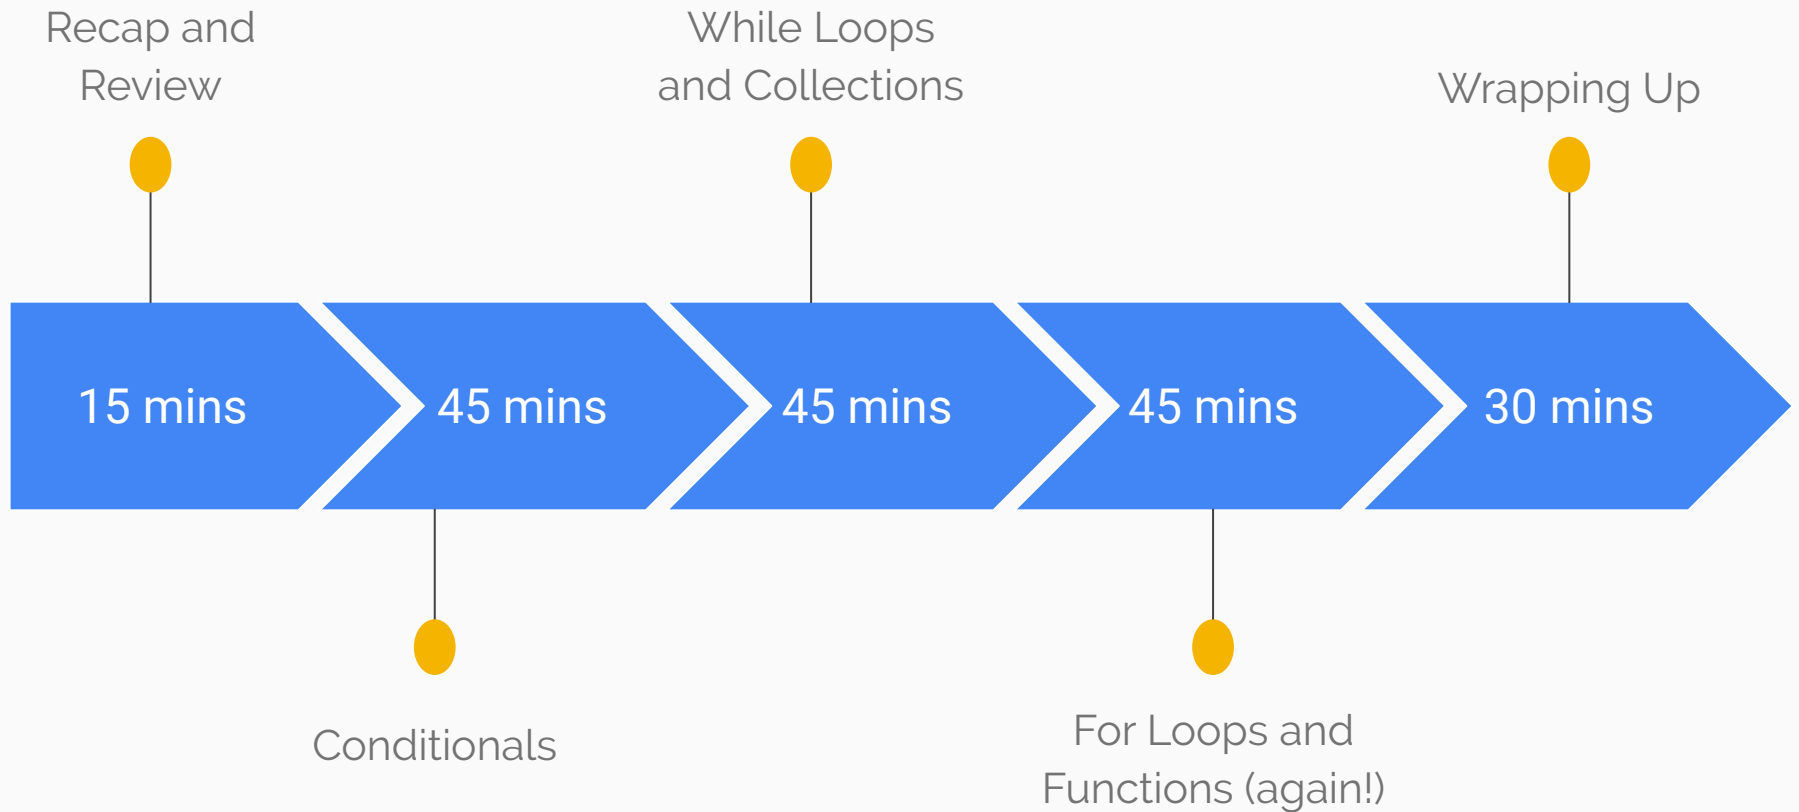 Recap and
Review
While Loops
and Collections
Wrapping Up
15 mins
45 mins
45 mins
45 mins
30 mins
Conditionals
For Loops and
Functions (again!)